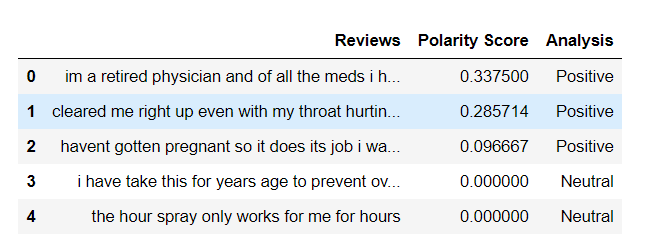 Reviews Polarity Score Analysis
0 im a retired physician and of all the meds i h... 0.337500 Positive
1 cleared me right up even with my throat hurtin... 0.285714 Positive
2 havent gotten pregnant so it does its job i wa... 0.096667 Positive
3 i have take this for years age to prevent ov... 0.000000 Neutral
4 the hour spray only works for me for hours 0.000000 Neutral